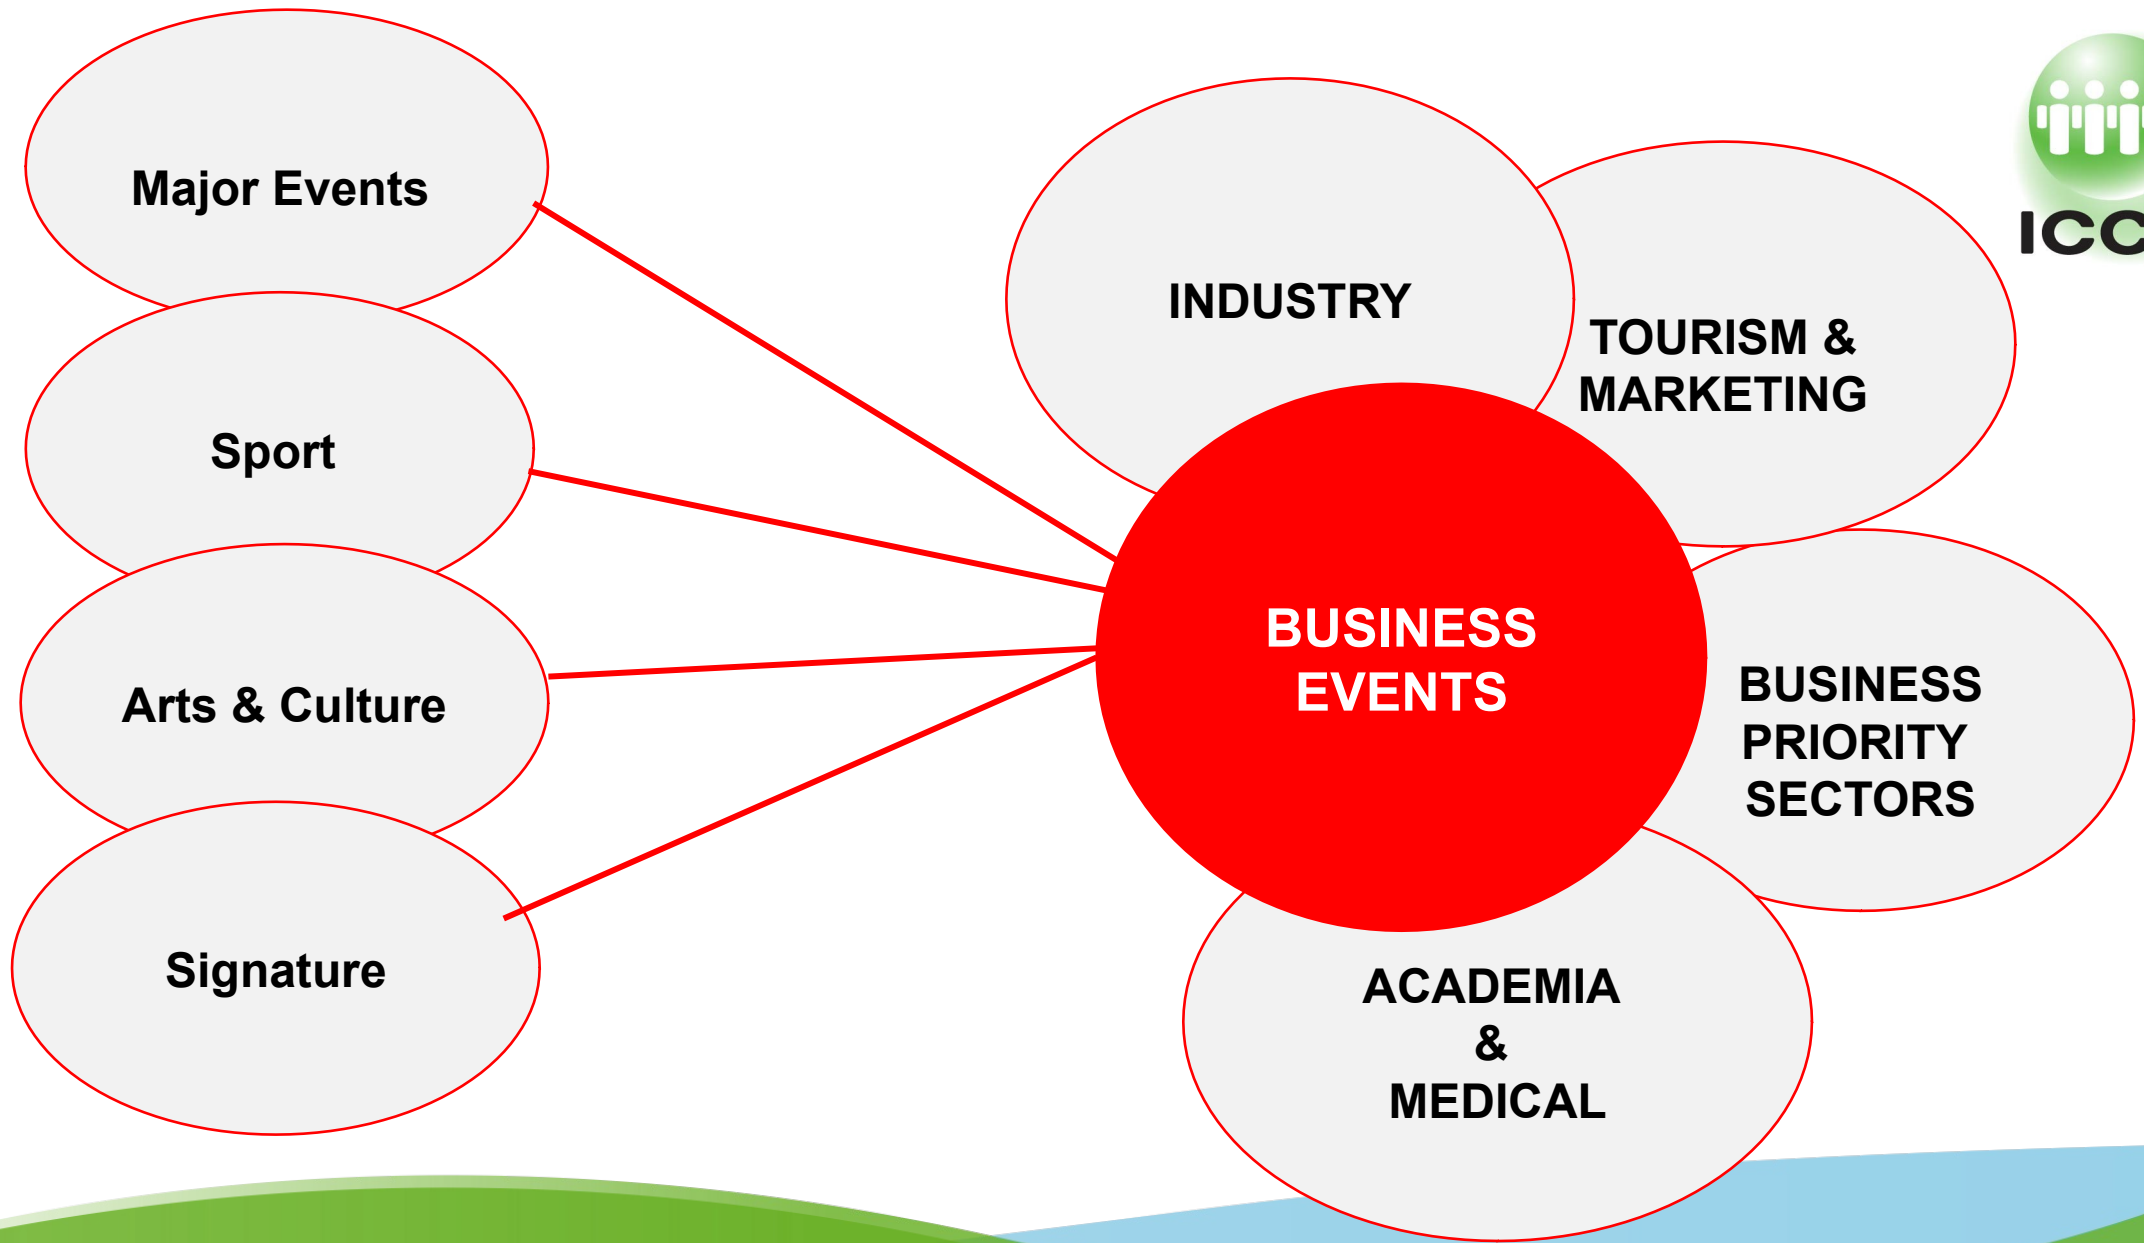 Major Events
Sport
Arts & Culture
Signature
INDUSTRY
TOURISM &
MARKETING
BUSINESS
EVENTS
BUSINESS
PRIORITY
SECTORS
ACADEMIA
&
MEDICAL
ICC